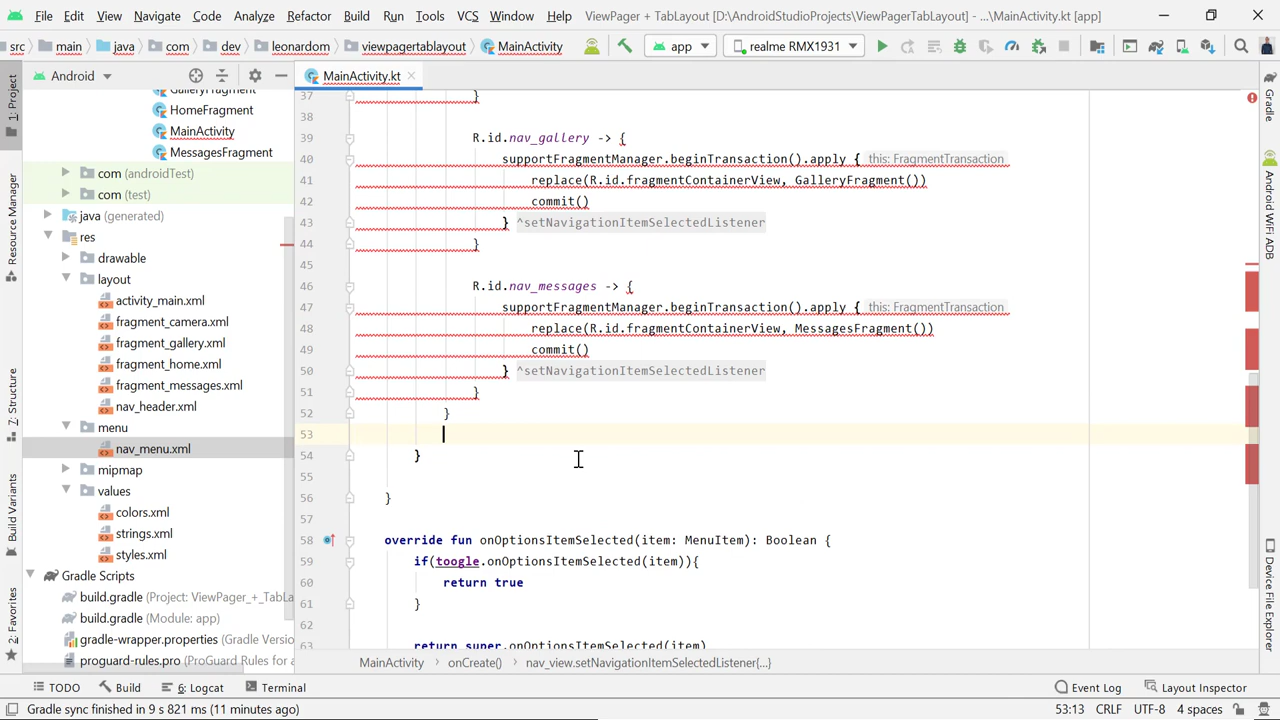 File Edit View Navigate Code Analyze Refactor Build Run Tools VCS Window Help ViewPager + TabLayout [D:\AndroidStudioProjects\ViewPagerTabLayout] - ...\MainActivity.kt [app]
src main java com dev leonardom viewpagertablayout MainActivity app realme RMX1931
Android MainActivity.kt
1: Project
Resource Manager
7: Structure
Build Variants
2: Favorites
GalleryFragment
HomeFragment
MainActivity
MessagesFragment
com (androidTest)
com (test)
java (generated)
res
drawable
layout
activity_main.xml
fragment_camera.xml
fragment_gallery.xml
fragment_home.xml
fragment_messages.xml
nav_header.xml
menu
nav_menu.xml
mipmap
values
colors.xml
strings.xml
styles.xml
Gradle Scripts
build.gradle (Project: ViewPager_+_TabLa
build.gradle (Module: app)
gradle-wrapper.properties (Gradle Versio
proguard-rules.pro (ProGuard Rules for a
37 }
38
39 R.id.nav_gallery -> {
40 supportFragmentManager.beginTransaction().apply { this: FragmentTransaction
41 replace(R.id.fragmentContainerView, GalleryFragment())
42 commit()
43 } ^setNavigationItemSelectedListener
44 }
45
46 R.id.nav_messages -> {
47 supportFragmentManager.beginTransaction().apply { this: FragmentTransaction
48 replace(R.id.fragmentContainerView, MessagesFragment())
49 commit()
50 } ^setNavigationItemSelectedListener
51 }
52 }
53
54 }
55
56 }
57
58 override fun onOptionsItemSelected(item: MenuItem): Boolean {
59 if(toogle.onOptionsItemSelected(item)){
60 return true
61 }
62
63 return super.onOptionsItemSelected(item)
Gradle
Android WiFi ADB
Device File Explorer
MainActivity onCreate() nav_view.setNavigationItemSelectedListener{...}
TODO Build 6: Logcat Terminal Event Log Layout Inspector
Gradle sync finished in 9 s 821 ms (11 minutes ago) 53:13 CRLF UTF-8 4 spaces